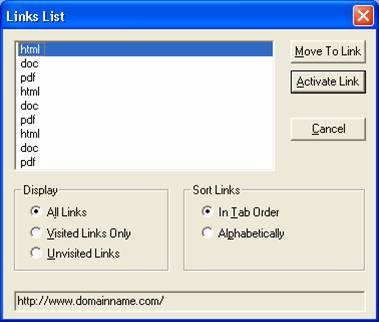 Links List
html
doc
pdf
html
doc
pdf
html
doc
pdf
Move To Link
Activate Link
Cancel
Display
All Links
Visited Links Only
Unvisited Links
Sort Links
In Tab Order
Alphabetically
http://www.domainname.com/